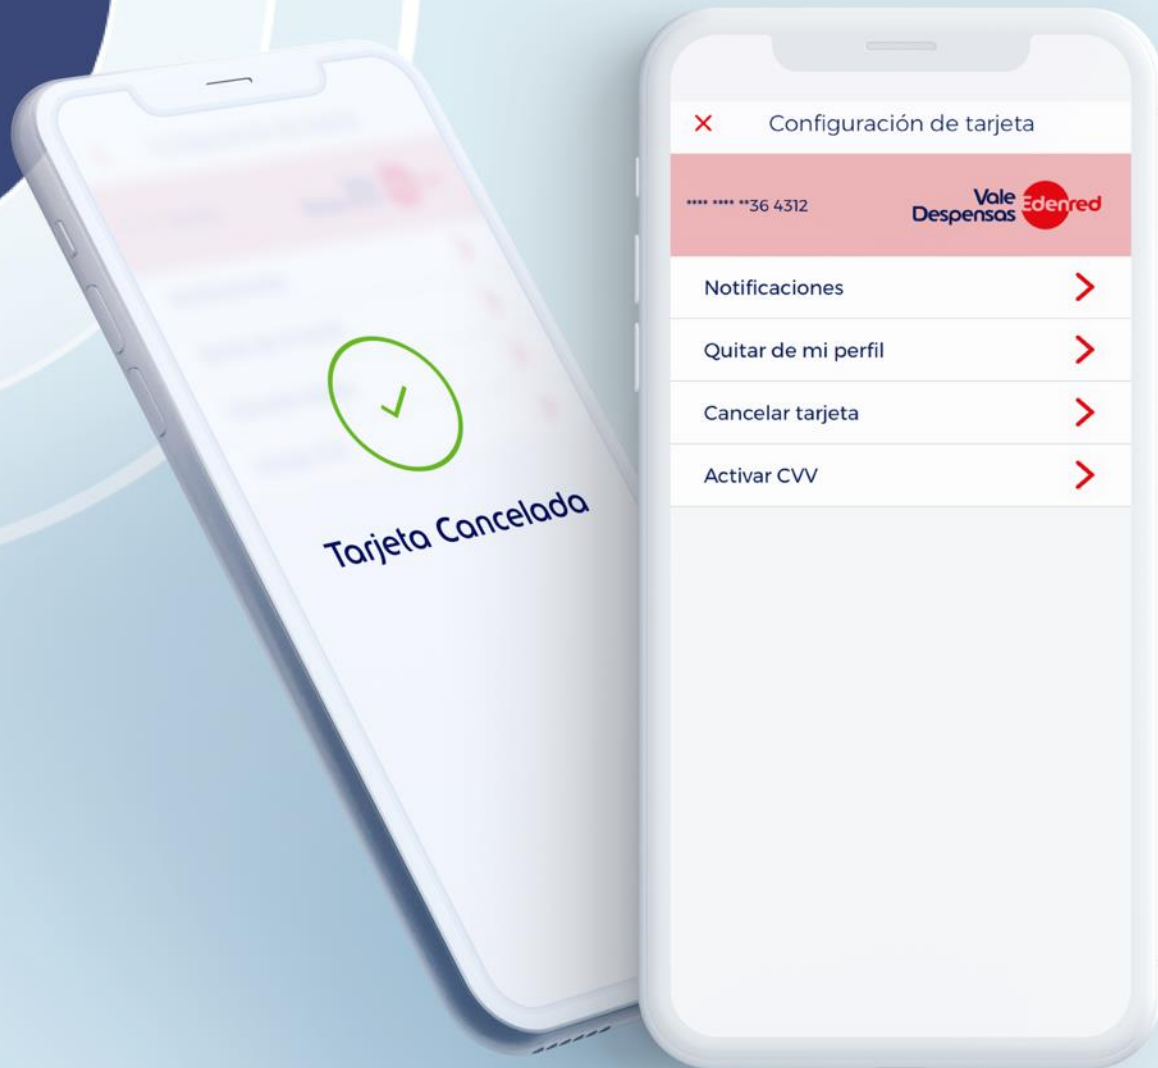 Tarjeta Cancelada
Configuración de tarjeta
**** **** **36 4312
Vale
Despensas
Edenred
Notificaciones
Quitar de mi perfil
Cancelar tarjeta
Activar CVV